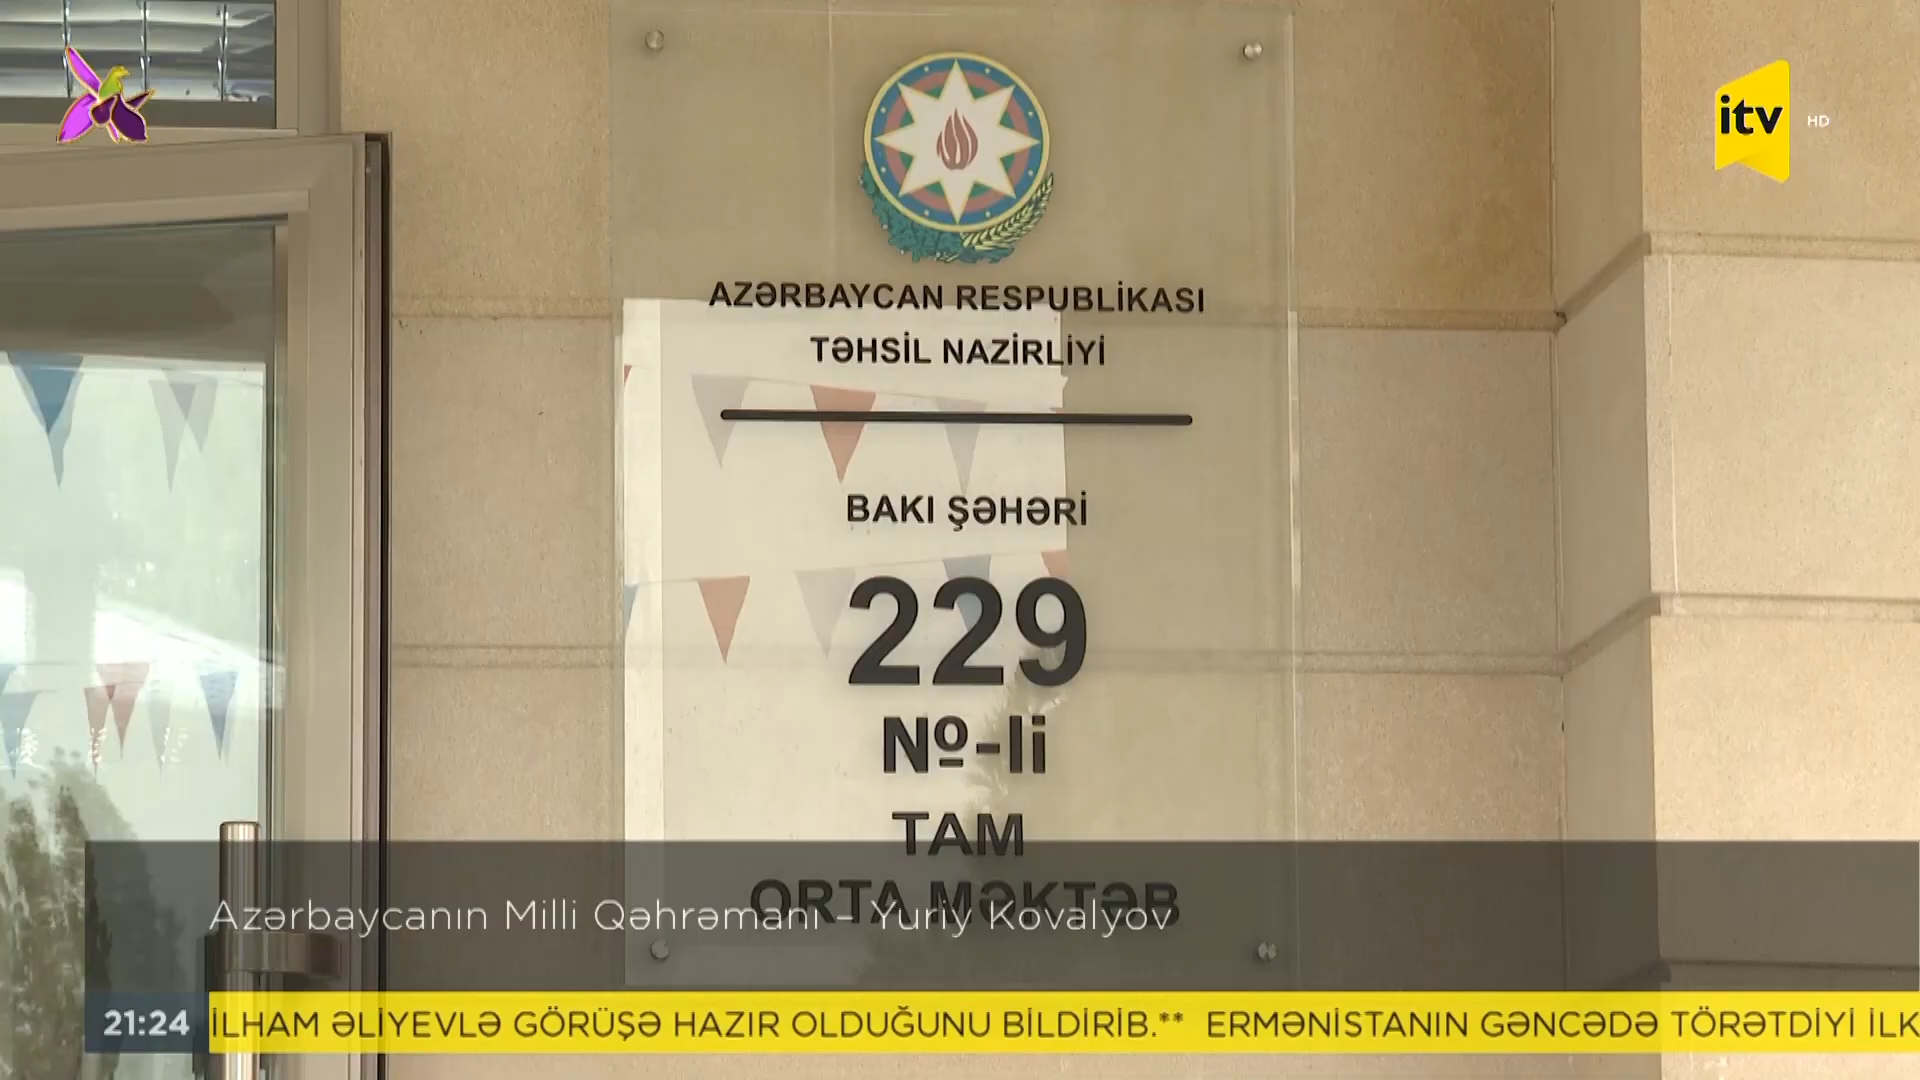 itv HD
AZƏRBAYCAN RESPUBLİKASI
TƏHSİL NAZİRLİYİ
BAKI ŞƏHƏRİ
229
№-li
TAM
ORTA MƏKTƏB
Azərbaycanın Milli Qəhrəmanı – Yuriy Kovalyov
21:24 İLHAM ƏLİYEVLƏ GÖRÜŞƏ HAZIR OLDUĞUNU BİLDİRİB.** ERMƏNİSTANIN GƏNCƏDƏ TÖRƏTDİYİ İLK